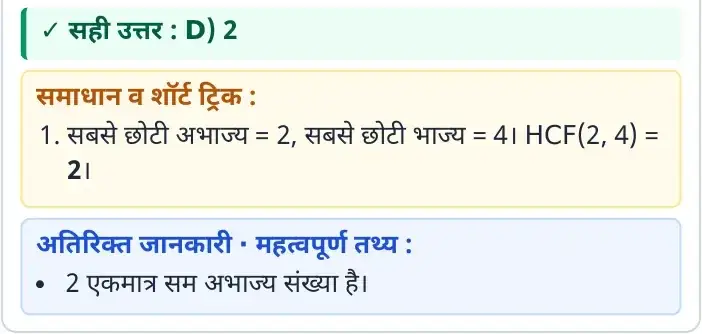 ✓ सही उत्तर : D) 2
समाधान व शॉर्ट ट्रिक :
1. सबसे छोटी अभाज्य = 2, सबसे छोटी भाज्य = 4। HCF(2, 4) =
2।
अतिरिक्त जानकारी · महत्वपूर्ण तथ्य :
• 2 एकमात्र सम अभाज्य संख्या है।